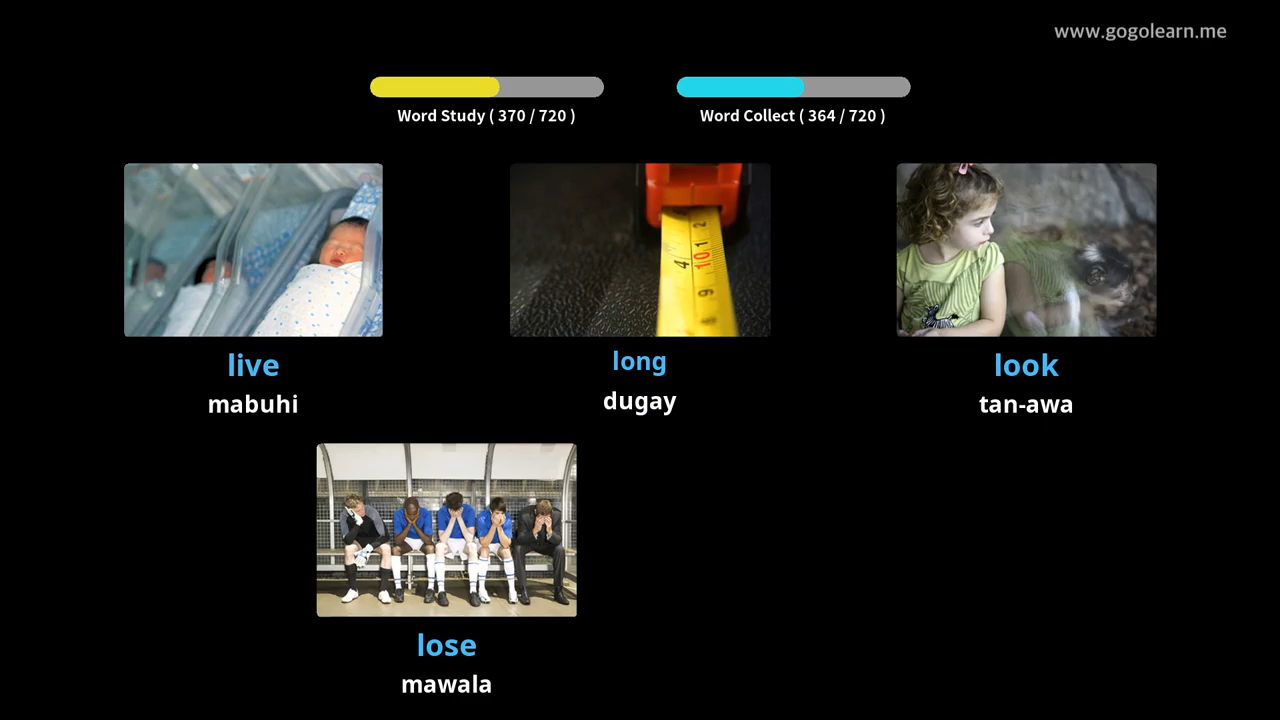 www.gogolearn.me
Word Study ( 370 / 720 )
Word Collect ( 364 / 720 )
live
mabuhi
long
dugay
look
tan-awa
lose
mawala